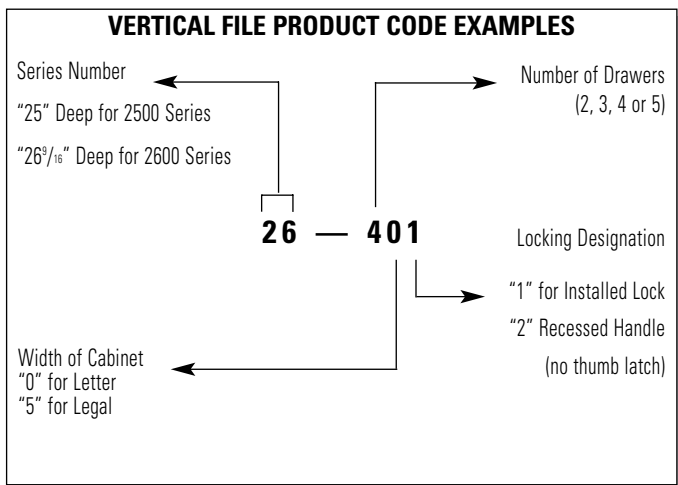 VERTICAL FILE PRODUCT CODE EXAMPLES
Series Number
“25” Deep for 2500 Series
“26⁹/₁₆” Deep for 2600 Series
Number of Drawers
(2, 3, 4 or 5)
26 — 401
Locking Designation
“1” for Installed Lock
“2” Recessed Handle
(no thumb latch)
Width of Cabinet
“0” for Letter
“5” for Legal